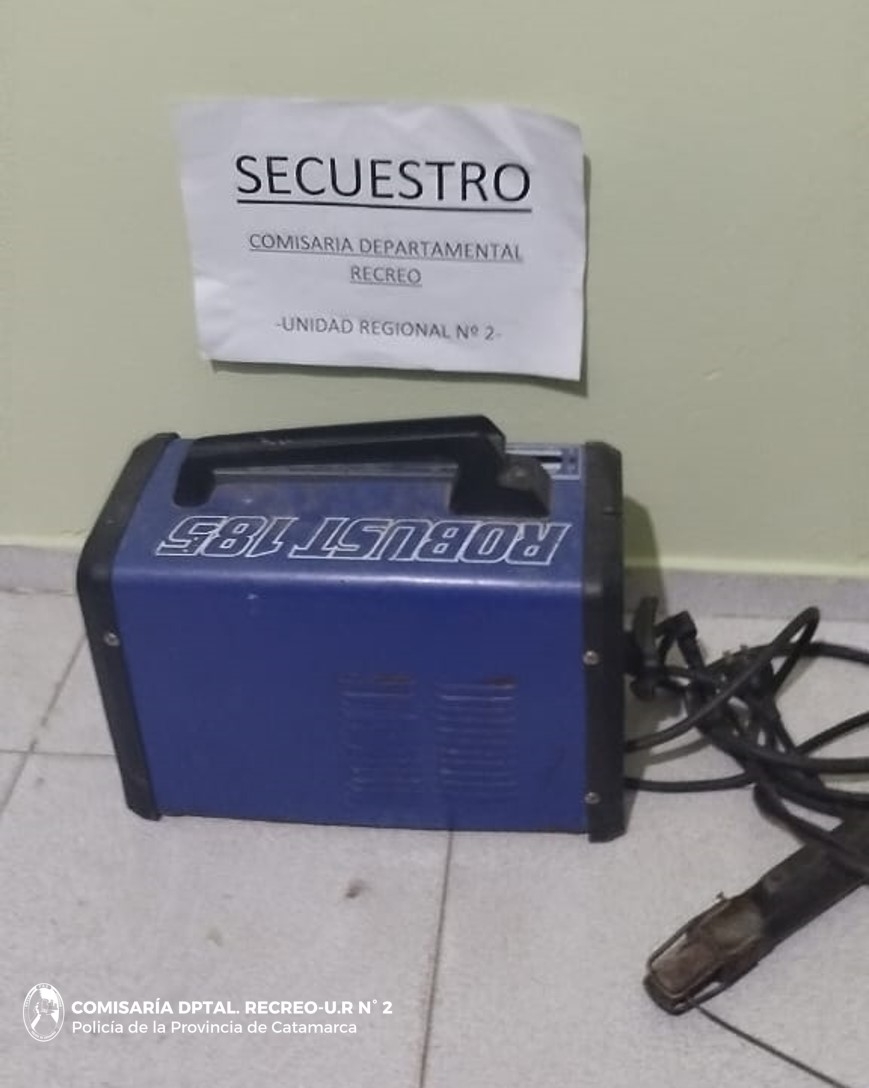 SECUESTRO
COMISARIA DEPARTAMENTAL
RECREO
-UNIDAD REGIONAL Nº 2-
ROBUST 185
COMISARÍA DPTAL. RECREO-U.R N° 2
Policía de la Provincia de Catamarca